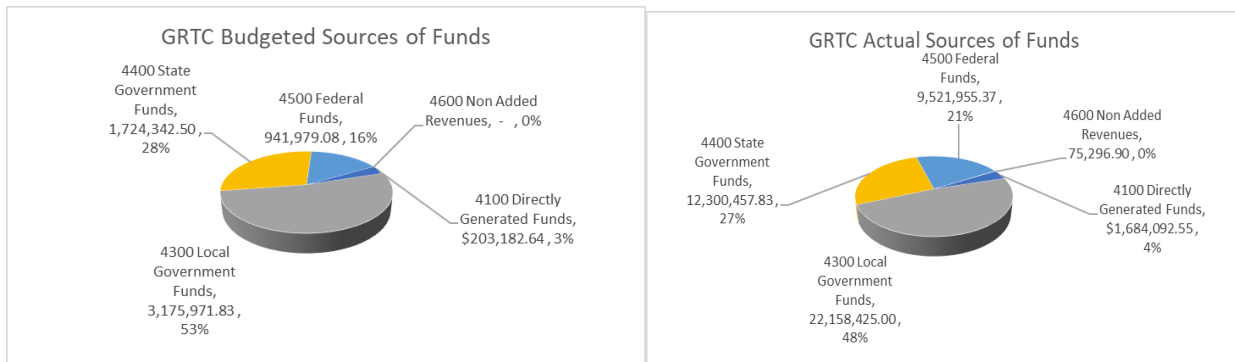 GRTC Budgeted Sources of Funds
4400 State
Government
Funds,
1,724,342.50 ,
28%
4500 Federal
Funds,
941,979.08 , 16%
4600 Non Added
Revenues, - , 0%
4100 Directly
Generated Funds,
$203,182.64 , 3%
4300 Local
Government
Funds,
3,175,971.83 ,
53%
GRTC Actual Sources of Funds
4500 Federal
Funds,
9,521,955.37 ,
21%
4600 Non Added
Revenues,
75,296.90 , 0%
4400 State
Government
Funds,
12,300,457.83 ,
27%
4100 Directly
Generated Funds,
$1,684,092.55 ,
4%
4300 Local
Government
Funds,
22,158,425.00 ,
48%